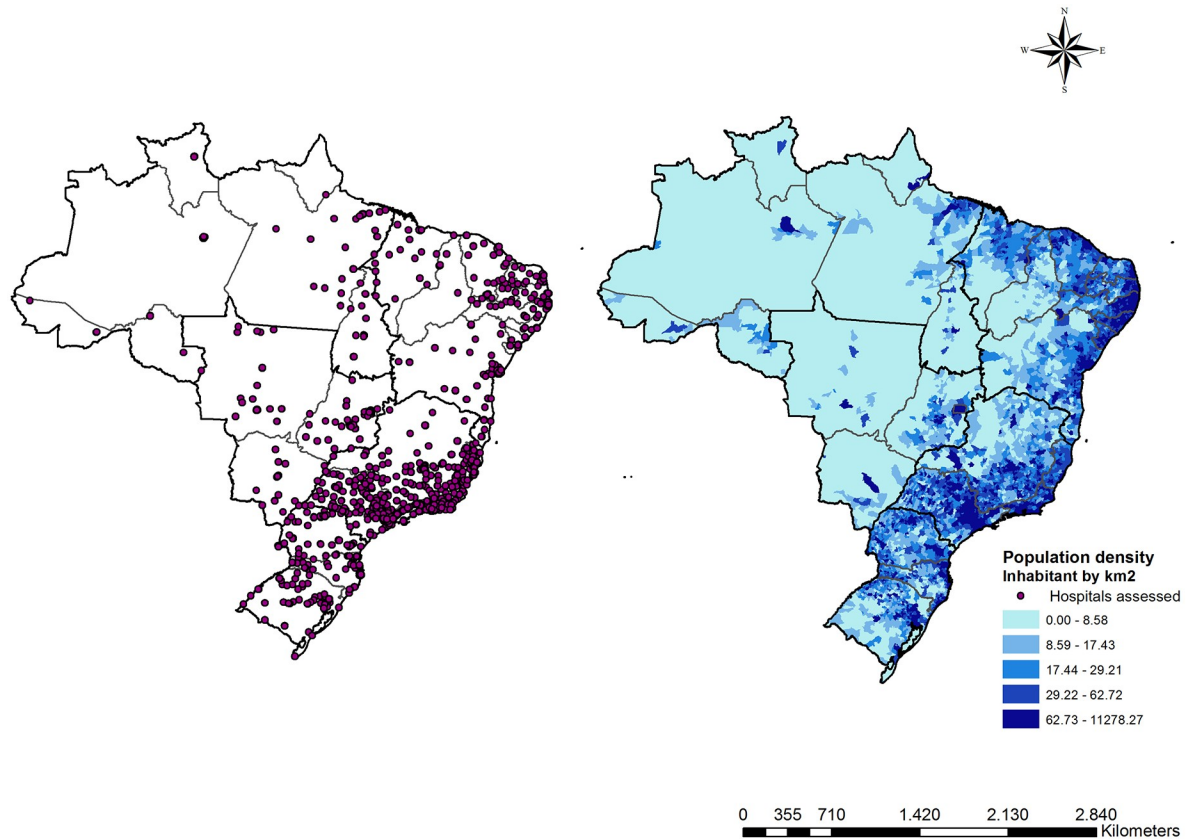 N
W E
S
Population density
Inhabitant by km2
Hospitals assessed
0.00 - 8.58
8.59 - 17.43
17.44 - 29.21
29.22 - 62.72
62.73 - 11278.27
0 355 710 1.420 2.130 2.840
Kilometers